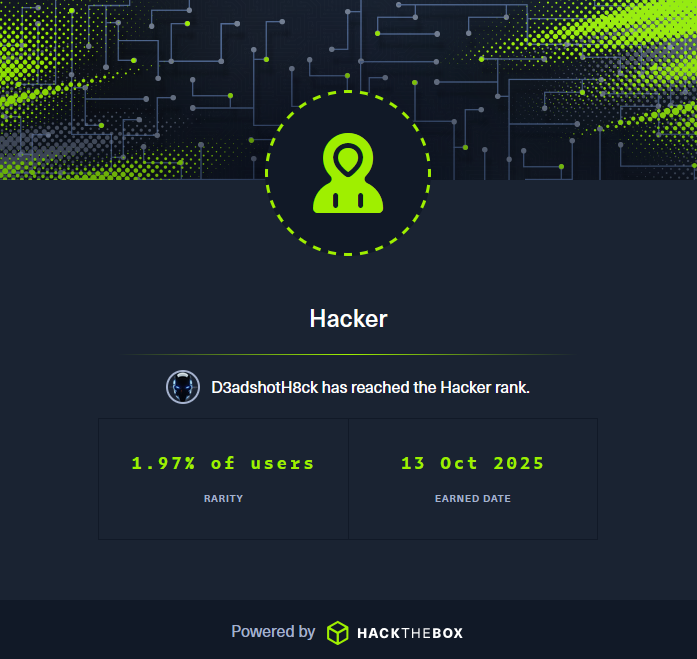 Hacker
D3adshotH8ck has reached the Hacker rank.
1.97% of users
13 Oct 2025
RARITY
EARNED DATE
Powered by HACKTHEBOX